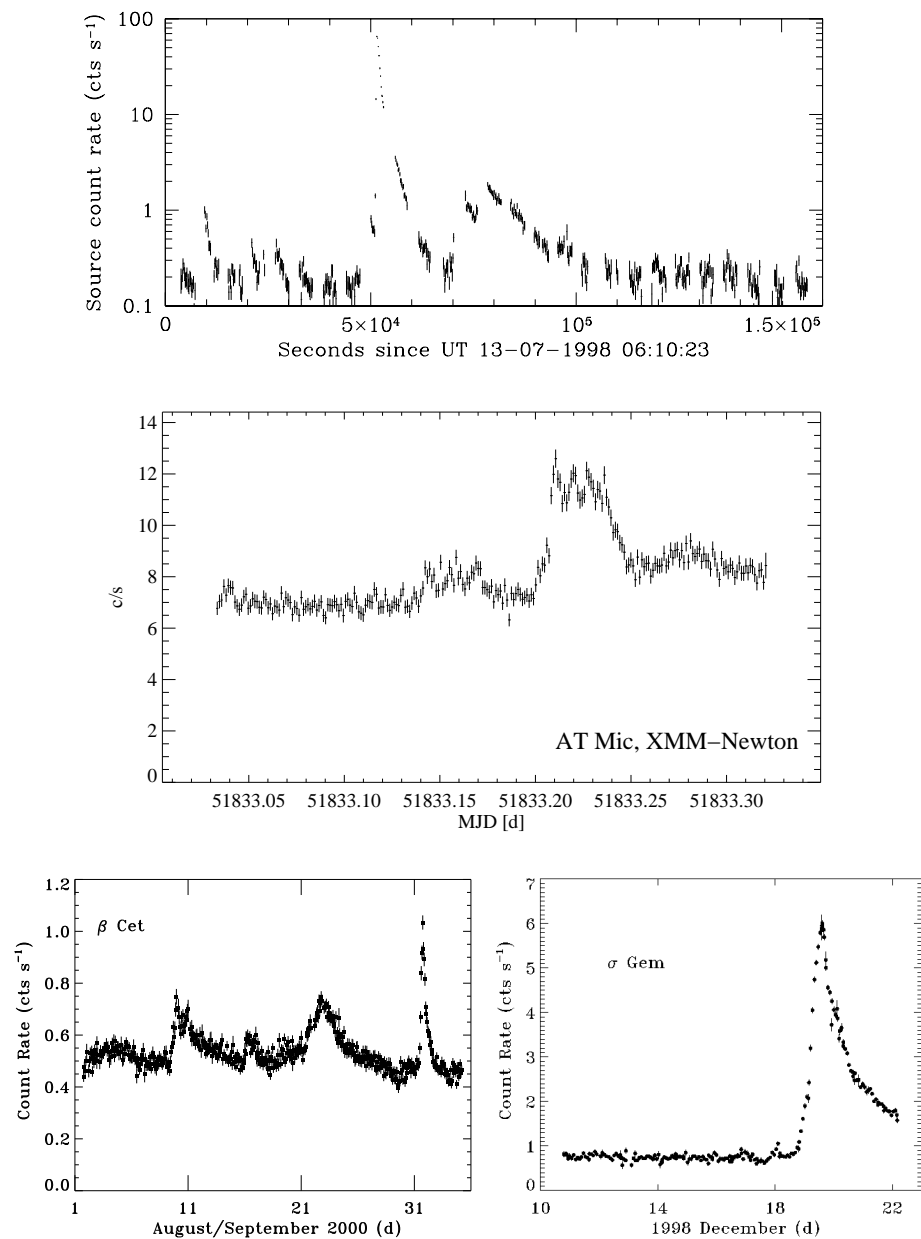 100
10
1
0.1
Source count rate (cts s⁻¹)
0 5×10⁴ 10⁵ 1.5×10⁵
Seconds since UT 13−07−1998 06:10:23
14
12
10
8
6
4
2
0
c/s
AT Mic, XMM−Newton
51833.05 51833.10 51833.15 51833.20 51833.25 51833.30
MJD [d]
1.2
1.0
0.8
0.6
0.4
0.2
0.0
Count Rate (cts s⁻¹)
β Cet
1 11 21 31
August/September 2000 (d)
7
6
5
4
3
2
1
0
Count Rate (cts s⁻¹)
σ Gem
10 14 18 22
1998 December (d)